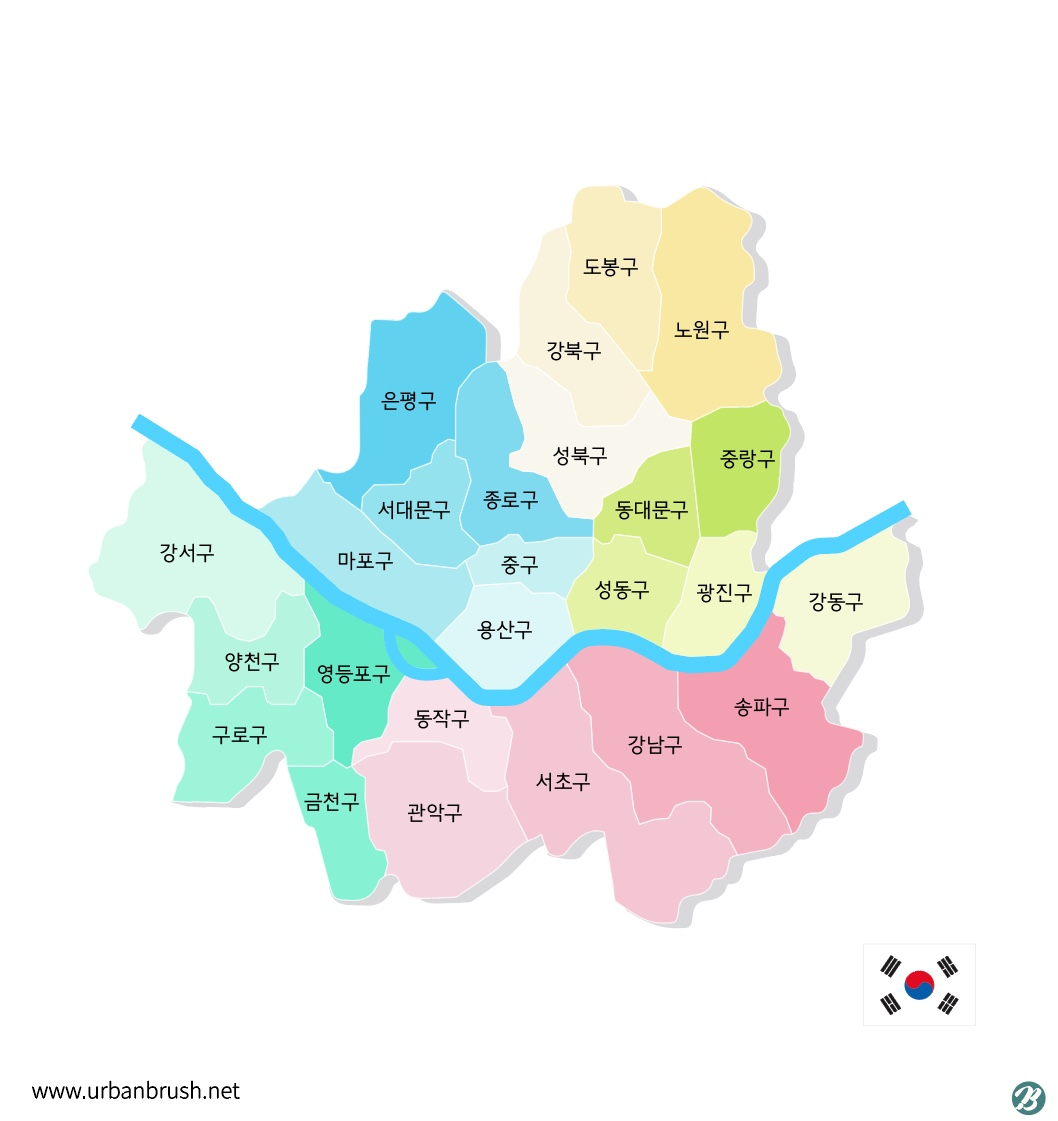 도봉구
노원구
강북구
은평구
성북구
중랑구
서대문구
종로구
동대문구
강서구
마포구
중구
성동구
광진구
강동구
용산구
양천구
영등포구
송파구
동작구
구로구
강남구
서초구
금천구
관악구
www.urbanbrush.net
B